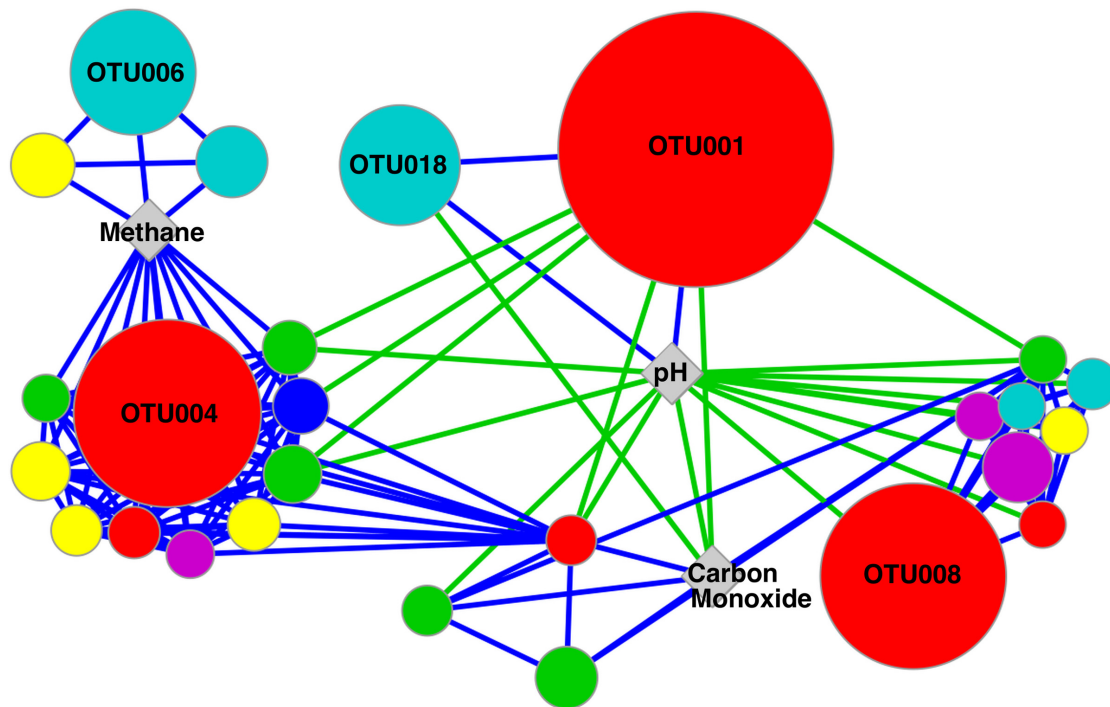 OTU006
OTU001
OTU018
Methane
pH
OTU004
Carbon
Monoxide
OTU008